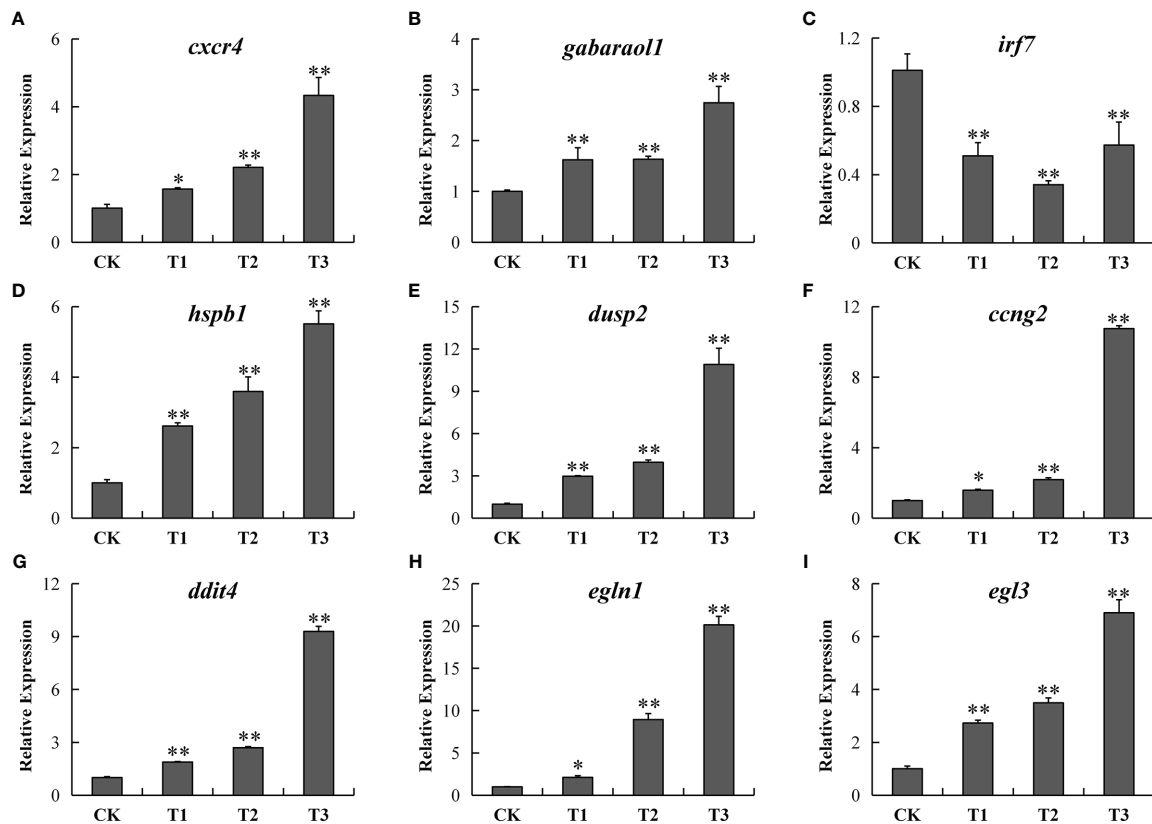 A
cxcr4
Relative Expression
6
4
2
0
*
**
**
CK T1 T2 T3
B
gabaraol1
Relative Expression
4
3
2
1
0
**
**
**
CK T1 T2 T3
C
irf7
Relative Expression
1.2
0.8
0.4
0
**
**
**
CK T1 T2 T3
D
hspb1
Relative Expression
6
4
2
0
**
**
**
CK T1 T2 T3
E
dusp2
Relative Expression
15
12
9
6
3
0
**
**
**
CK T1 T2 T3
F
ccng2
Relative Expression
12
8
4
0
*
**
**
CK T1 T2 T3
G
ddit4
Relative Expression
12
9
6
3
0
**
**
**
CK T1 T2 T3
H
egln1
Relative Expression
25
20
15
10
5
0
*
**
**
CK T1 T2 T3
I
egl3
Relative Expression
8
6
4
2
0
**
**
**
CK T1 T2 T3